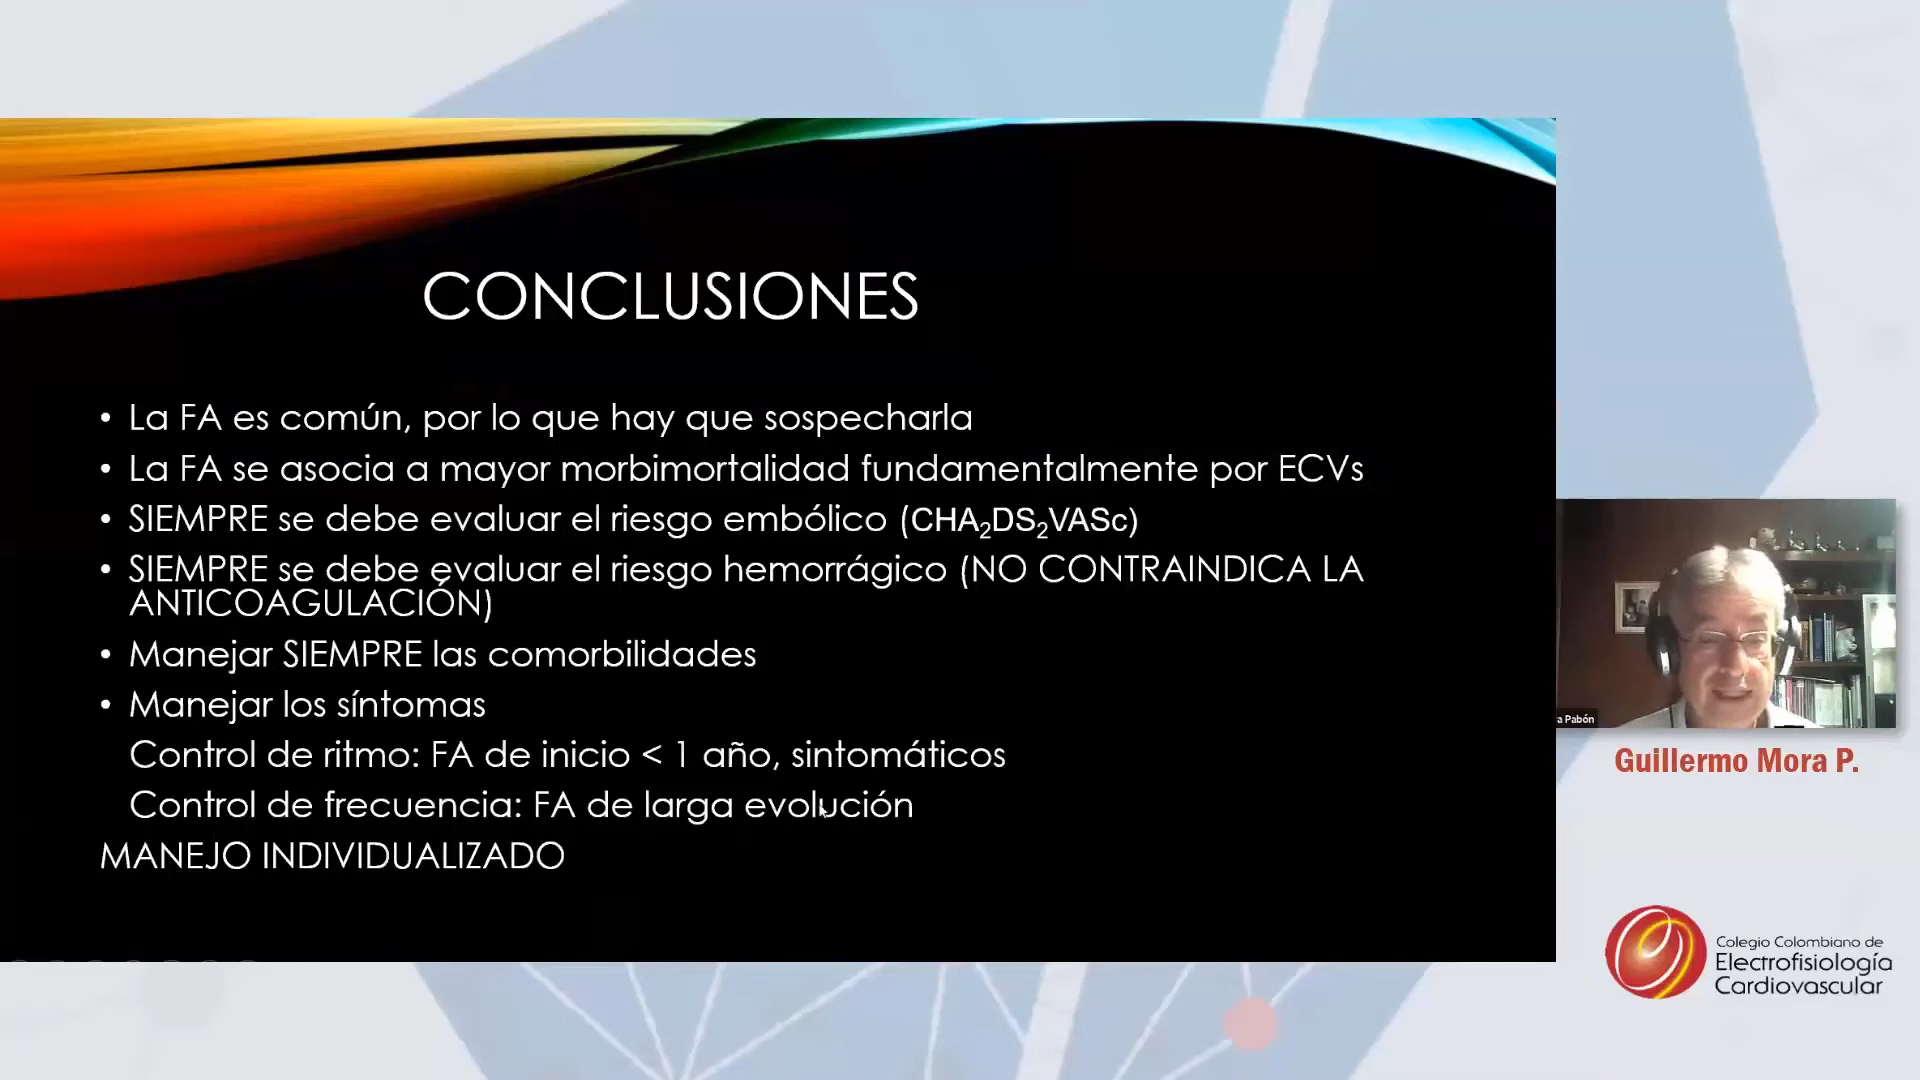 CONCLUSIONES
• La FA es común, por lo que hay que sospecharla
• La FA se asocia a mayor morbimortalidad fundamentalmente por ECVs
• SIEMPRE se debe evaluar el riesgo embólico (CHA₂DS₂VASc)
• SIEMPRE se debe evaluar el riesgo hemorrágico (NO CONTRAINDICA LA
ANTICOAGULACIÓN)
• Manejar SIEMPRE las comorbilidades
• Manejar los síntomas
Control de ritmo: FA de inicio < 1 año, sintomáticos
Control de frecuencia: FA de larga evolución
MANEJO INDIVIDUALIZADO
a Pabón
Guillermo Mora P.
Colegio Colombiano de
Electrofisiología
Cardiovascular